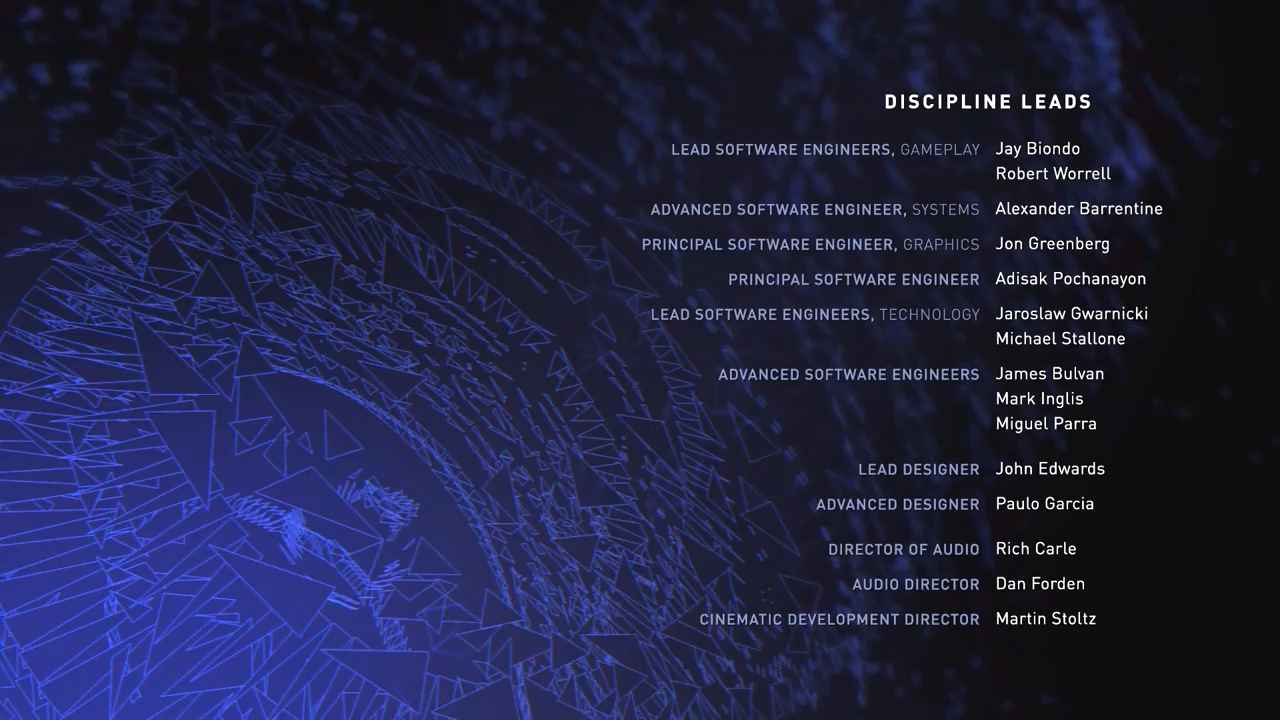 DISCIPLINE LEADS
LEAD SOFTWARE ENGINEERS, GAMEPLAY Jay Biondo
Robert Worrell
ADVANCED SOFTWARE ENGINEER, SYSTEMS Alexander Barrentine
PRINCIPAL SOFTWARE ENGINEER, GRAPHICS Jon Greenberg
PRINCIPAL SOFTWARE ENGINEER Adisak Pochanayon
LEAD SOFTWARE ENGINEERS, TECHNOLOGY Jaroslaw Gwarnicki
Michael Stallone
ADVANCED SOFTWARE ENGINEERS James Bulvan
Mark Inglis
Miguel Parra
LEAD DESIGNER John Edwards
ADVANCED DESIGNER Paulo Garcia
DIRECTOR OF AUDIO Rich Carle
AUDIO DIRECTOR Dan Forden
CINEMATIC DEVELOPMENT DIRECTOR Martin Stoltz